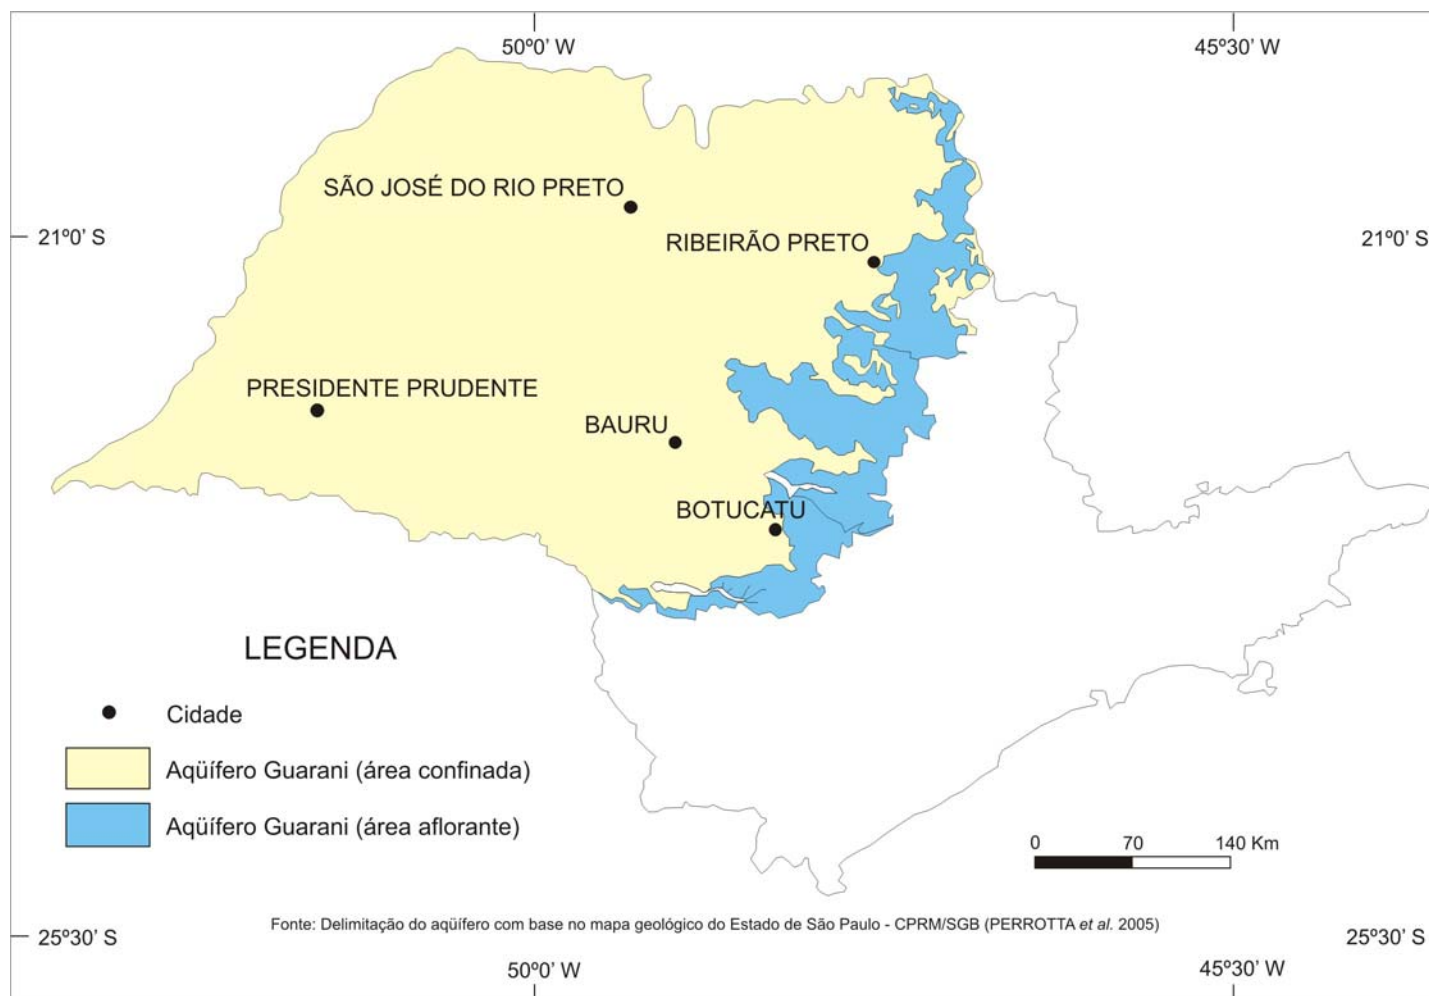 50º0’ W
45º30’ W
SÃO JOSÉ DO RIO PRETO
21º0’ S
RIBEIRÃO PRETO
21º0’ S
PRESIDENTE PRUDENTE
BAURU
BOTUCATU
LEGENDA
Cidade
Aqüífero Guarani (área confinada)
Aqüífero Guarani (área aflorante)
0 70 140 Km
Fonte: Delimitação do aqüífero com base no mapa geológico do Estado de São Paulo - CPRM/SGB (PERROTTA et al. 2005)
25º30’ S
25º30’ S
50º0’ W
45º30’ W